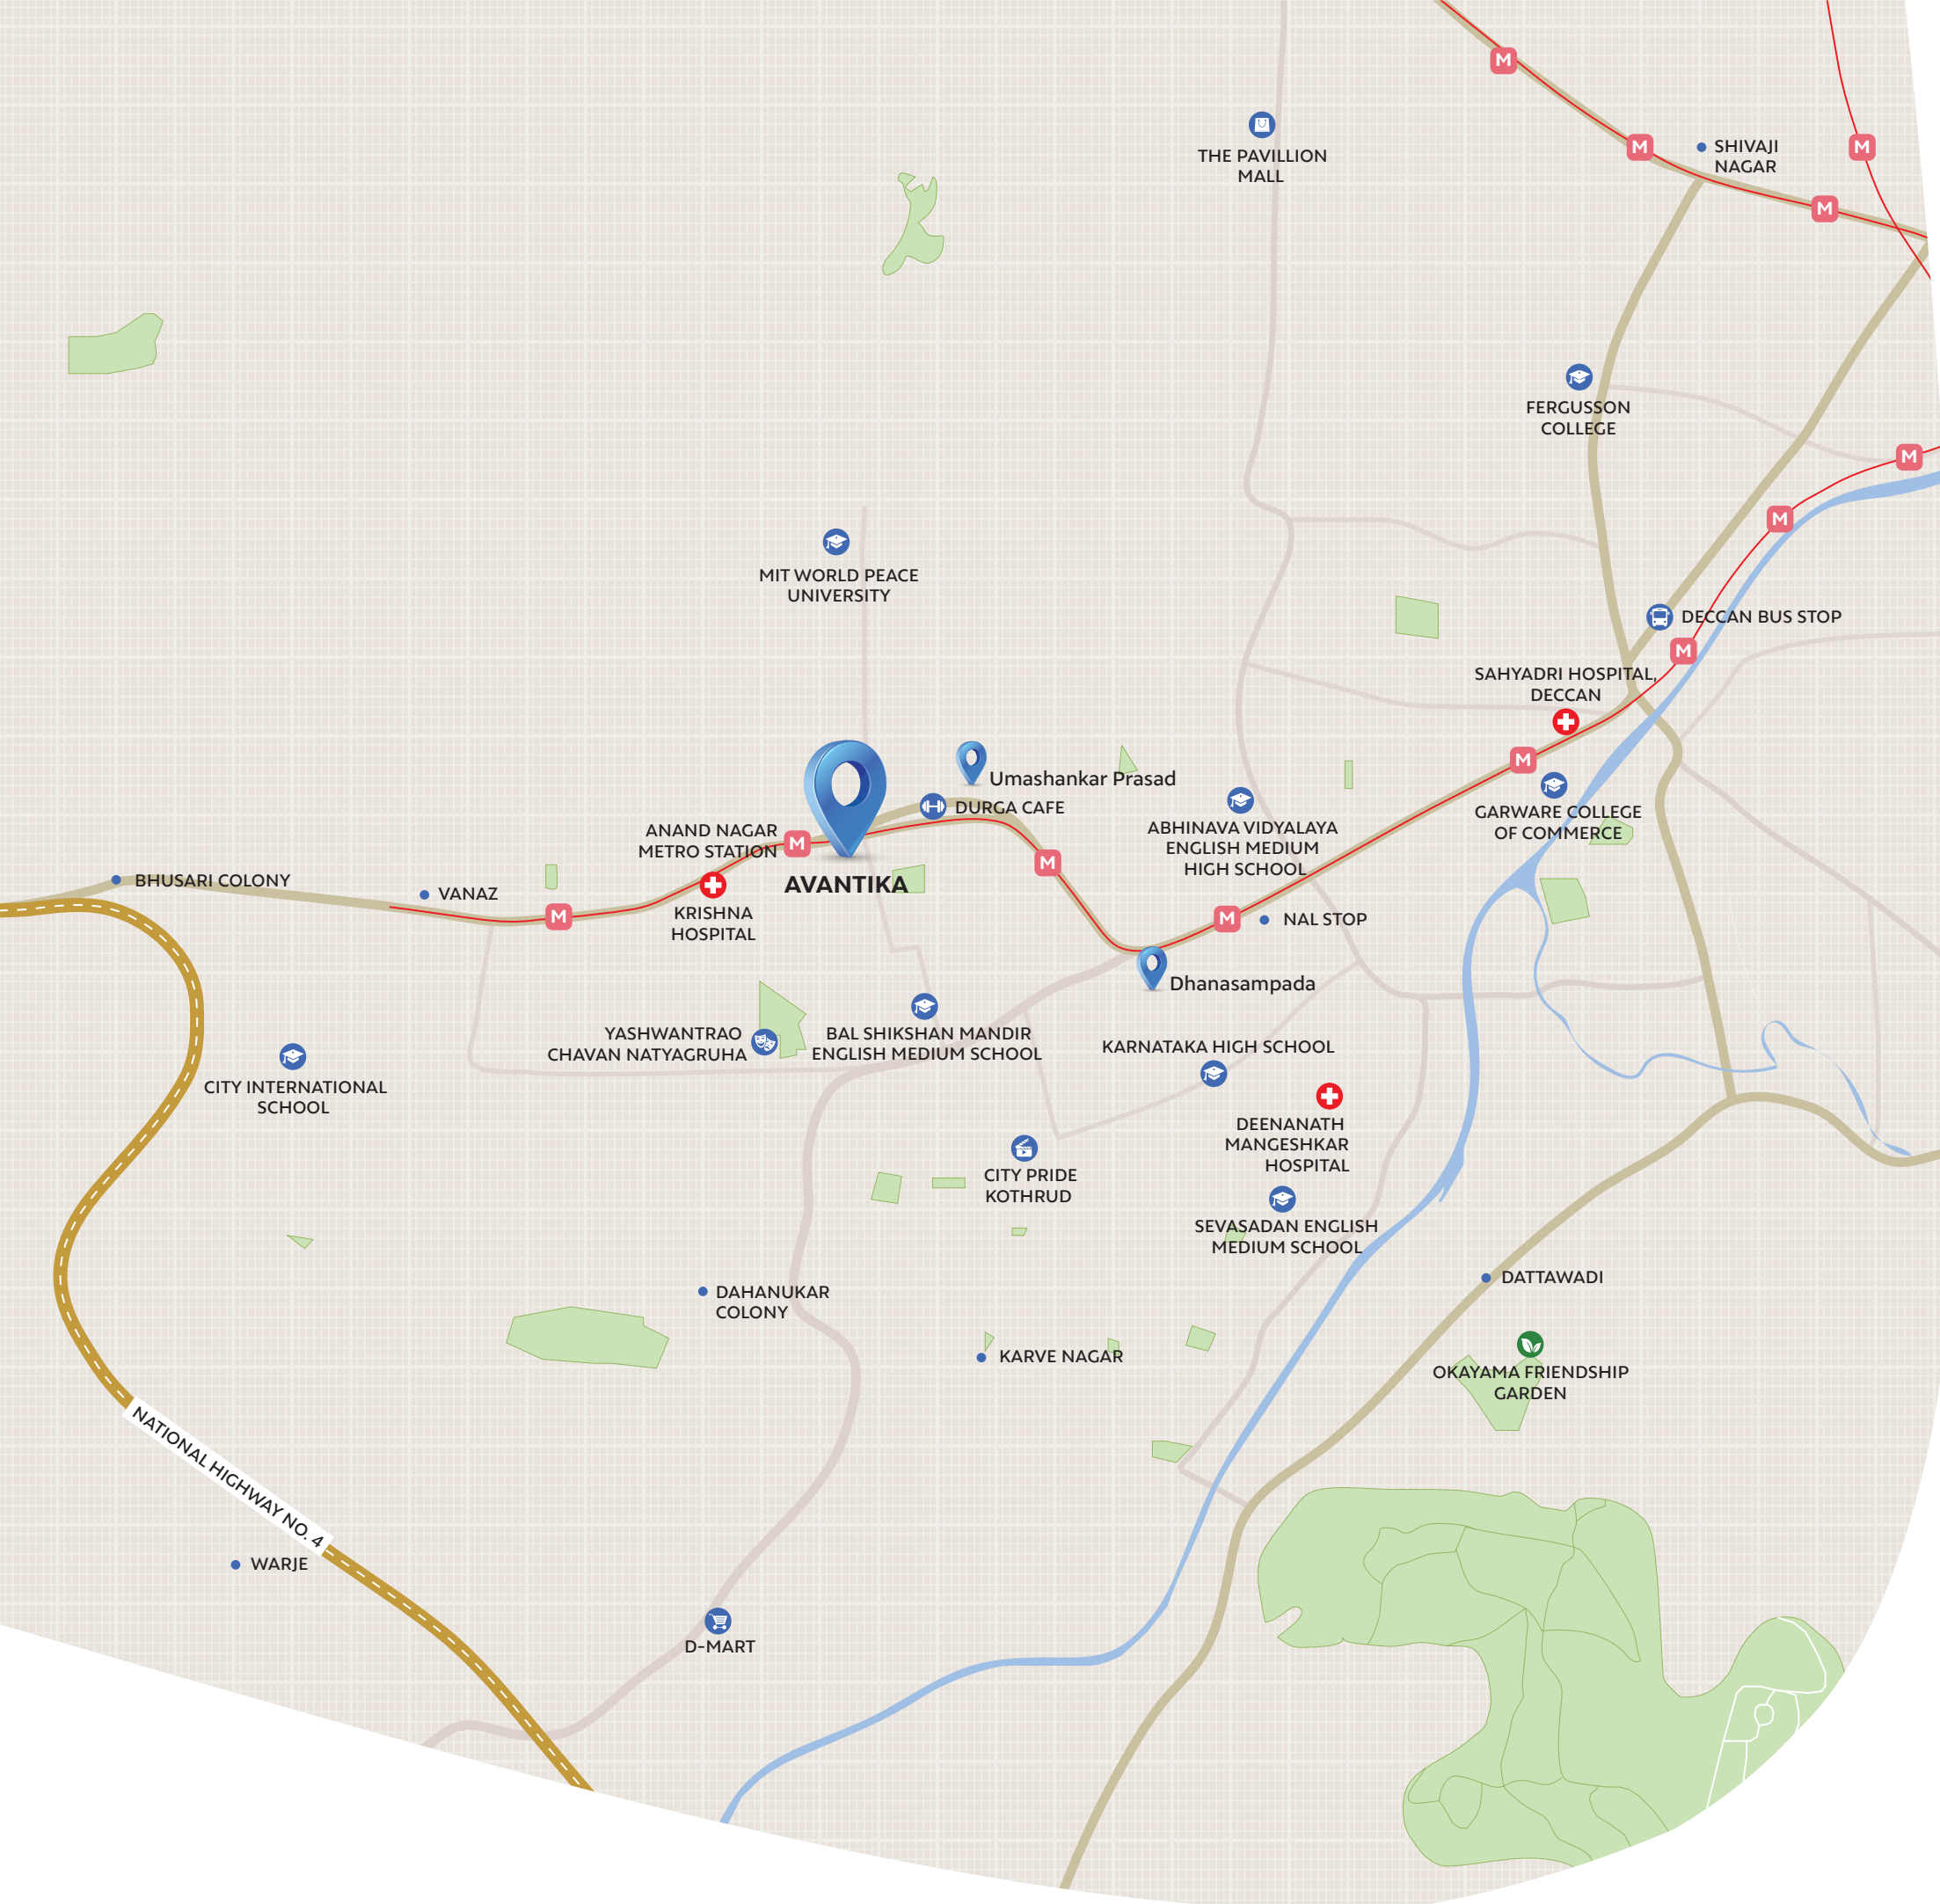 M
THE PAVILLION
MALL
M
SHIVAJI
NAGAR
M
M
FERGUSSON
COLLEGE
M
M
MIT WORLD PEACE
UNIVERSITY
DECCAN BUS STOP
M
SAHYADRI HOSPITAL,
DECCAN
M
Umashankar Prasad
DURGA CAFE
GARWARE COLLEGE
OF COMMERCE
ABHINAVA VIDYALAYA
ENGLISH MEDIUM
HIGH SCHOOL
ANAND NAGAR
METRO STATION
M
M
AVANTIKA
BHUSARI COLONY
VANAZ
M
KRISHNA
HOSPITAL
M
NAL STOP
Dhanasampada
YASHWANTRAO
CHAVAN NATYAGRUHA
BAL SHIKSHAN MANDIR
ENGLISH MEDIUM SCHOOL
KARNATAKA HIGH SCHOOL
CITY INTERNATIONAL
SCHOOL
DEENANATH
MANGESHKAR
HOSPITAL
CITY PRIDE
KOTHRUD
SEVASADAN ENGLISH
MEDIUM SCHOOL
DATTAWADI
DAHANUKAR
COLONY
KARVE NAGAR
OKAYAMA FRIENDSHIP
GARDEN
NATIONAL HIGHWAY NO. 4
WARJE
D-MART